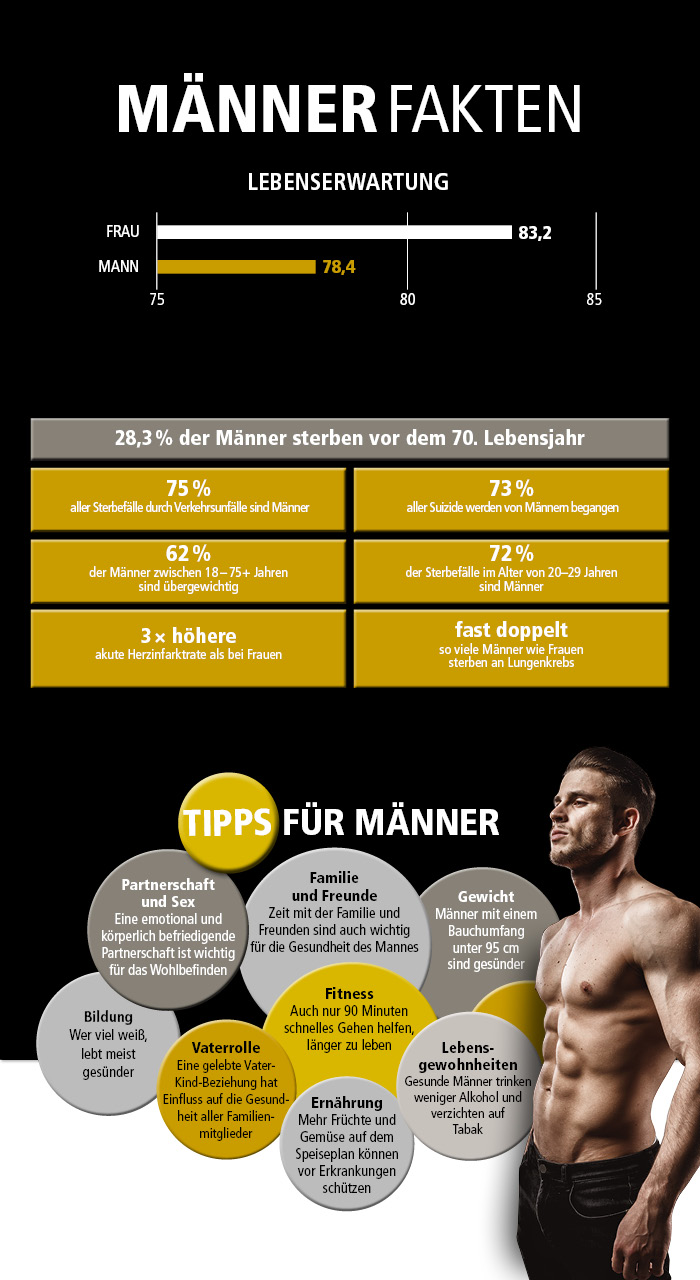 MÄNNER FAKTEN
LEBENSERWARTUNG
FRAU 83,2
MANN 78,4
75 80 85
28,3 % der Männer sterben vor dem 70. Lebensjahr
75 %
aller Sterbefälle durch Verkehrsunfälle sind Männer
73 %
aller Suizide werden von Männern begangen
62 %
der Männer zwischen 18 – 75+ Jahren
sind übergewichtig
72 %
der Sterbefälle im Alter von 20–29 Jahren
sind Männer
3 × höhere
akute Herzinfarktrate als bei Frauen
fast doppelt
so viele Männer wie Frauen
sterben an Lungenkrebs
TIPPS FÜR MÄNNER
Partnerschaft
und Sex
Eine emotional und
körperlich befriedigende
Partnerschaft ist wichtig
für das Wohlbefinden
Familie
und Freunde
Zeit mit der Familie und
Freunden sind auch wichtig
für die Gesundheit des Mannes
Gewicht
Männer mit einem
Bauchumfang
unter 95 cm
sind gesünder
Bildung
Wer viel weiß,
lebt meist
gesünder
Vaterrolle
Eine gelebte Vater-
Kind-Beziehung hat
Einfluss auf die Gesund-
heit aller Familien-
mitglieder
Fitness
Auch nur 90 Minuten
schnelles Gehen helfen,
länger zu leben
Ernährung
Mehr Früchte und
Gemüse auf dem
Speiseplan können
vor Erkrankungen
schützen
Lebens-
gewohnheiten
Gesunde Männer trinken
weniger Alkohol und
verzichten auf
Tabak